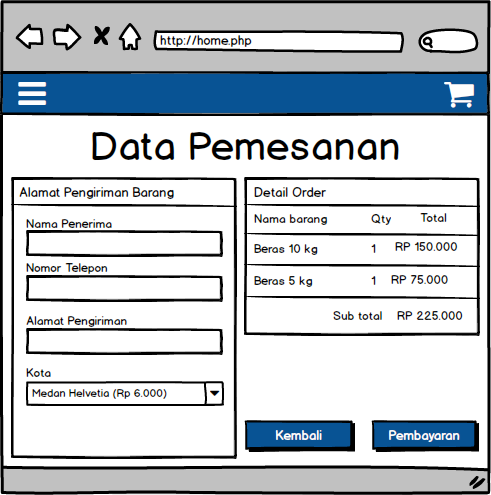 http://home.php
Data Pemesanan
Alamat Pengiriman Barang
Nama Penerima
Nomor Telepon
Alamat Pengiriman
Kota
Medan Helvetia (Rp 6.000)
Detail Order
Nama barang Qty Total
Beras 10 kg 1 RP 150.000
Beras 5 kg 1 RP 75.000
Sub total RP 225.000
Kembali Pembayaran